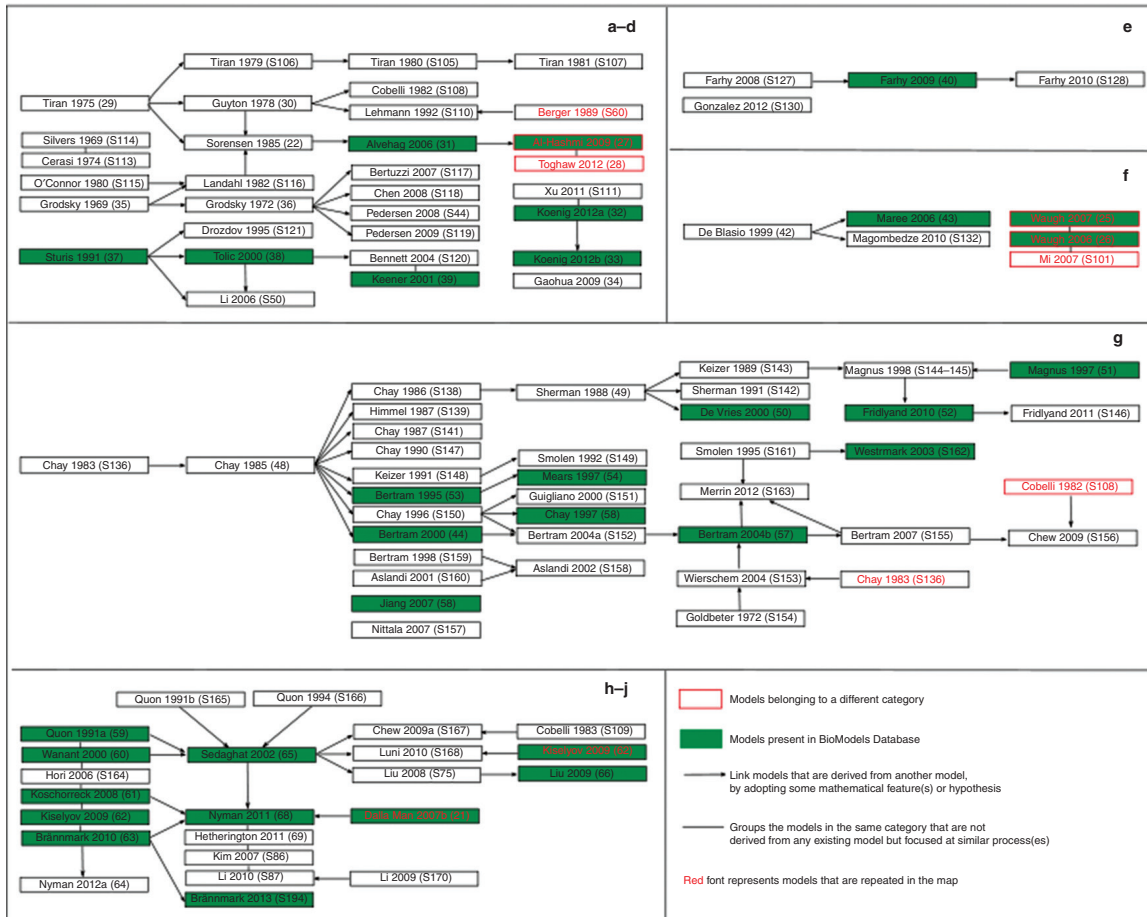 a–d
Tiran 1979 (S106)
Tiran 1980 (S105)
Tiran 1981 (S107)
Cobelli 1982 (S108)
Tiran 1975 (29)
Guyton 1978 (30)
Lehmann 1992 (S110)
Berger 1989 (S60)
Silvers 1969 (S114)
Sorensen 1985 (22)
Alvehag 2006 (31)
Cerasi 1974 (S113)
Toghaw 2012 (28)
Bertuzzi 2007 (S117)
O'Connor 1980 (S115)
Landahl 1982 (S116)
Xu 2011 (S111)
Chen 2008 (S118)
Grodsky 1969 (35)
Grodsky 1972 (36)
Koenig 2012a (32)
Pedersen 2008 (S44)
Drozdov 1995 (S121)
Pedersen 2009 (S119)
Sturis 1991 (37)
Tolic 2000 (38)
Bennett 2004 (S120)
Koenig 2012b (33)
Keener 2001 (39)
Gaohua 2009 (34)
Li 2006 (S50)
e
Farhy 2008 (S127)
Farhy 2009 (40)
Farhy 2010 (S128)
Gonzalez 2012 (S130)
f
Maree 2006 (43)
De Blasio 1999 (42)
Magombedze 2010 (S132)
Mi 2007 (S101)
g
Keizer 1989 (S143)
Magnus 1998 (S144–145)
Magnus 1997 (51)
Chay 1986 (S138)
Sherman 1988 (49)
Sherman 1991 (S142)
Himmel 1987 (S139)
De Vries 2000 (50)
Fridlyand 2010 (52)
Fridlyand 2011 (S146)
Chay 1987 (S141)
Chay 1990 (S147)
Smolen 1995 (S161)
Westrmark 2003 (S162)
Chay 1983 (S136)
Chay 1985 (48)
Smolen 1992 (S149)
Keizer 1991 (S148)
Mears 1997 (54)
Cobelli 1982 (S108)
Bertram 1995 (53)
Guigliano 2000 (S151)
Merrin 2012 (S163)
Chay 1996 (S150)
Chay 1997 (58)
Bertram 2000 (44)
Bertram 2004a (S152)
Bertram 2004b (57)
Bertram 2007 (S155)
Chew 2009 (S156)
Bertram 1998 (S159)
Aslandi 2002 (S158)
Aslandi 2001 (S160)
Wierschem 2004 (S153)
Chay 1983 (S136)
Jiang 2007 (58)
Goldbeter 1972 (S154)
Nittala 2007 (S157)
h–j
Quon 1991b (S165)
Quon 1994 (S166)
Quon 1991a (59)
Chew 2009a (S167)
Cobelli 1983 (S109)
Wanant 2000 (60)
Sedaghat 2002 (65)
Luni 2010 (S168)
Hori 2006 (S164)
Liu 2008 (S75)
Liu 2009 (66)
Koschorreck 2008 (61)
Kiselyov 2009 (62)
Nyman 2011 (68)
Brännmark 2010 (63)
Hetherington 2011 (69)
Kim 2007 (S86)
Nyman 2012a (64)
Li 2010 (S87)
Li 2009 (S170)
Brännmark 2013 (S194)
Models belonging to a different category
Models present in BioModels Database
Link models that are derived from another model,
by adopting some mathematical feature(s) or hypothesis
Groups the models in the same category that are not
derived from any existing model but focused at similar process(es)
Red font represents models that are repeated in the map